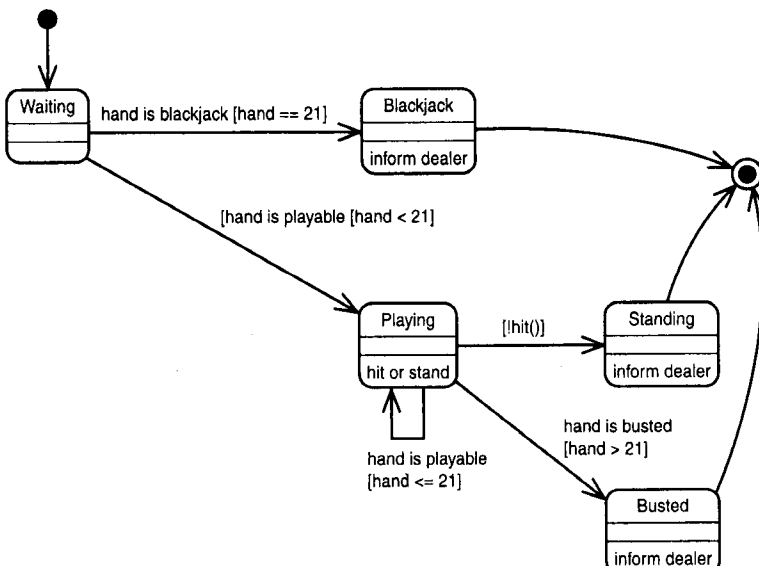 Waiting
hand is blackjack [hand == 21]
Blackjack
inform dealer
[hand is playable [hand < 21]
Playing
hit or stand
[!hit()]
Standing
inform dealer
hand is playable
[hand <= 21]
hand is busted
[hand > 21]
Busted
inform dealer